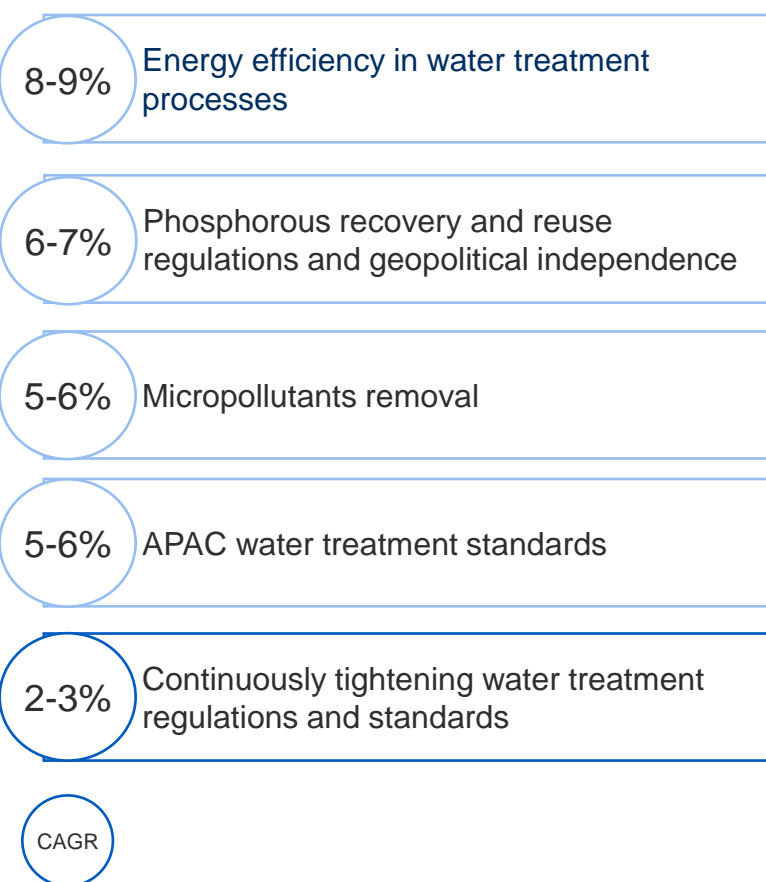 8-9%
Energy efficiency in water treatment
processes
6-7%
Phosphorous recovery and reuse
regulations and geopolitical independence
5-6%
Micropollutants removal
5-6%
APAC water treatment standards
2-3%
Continuously tightening water treatment
regulations and standards
CAGR